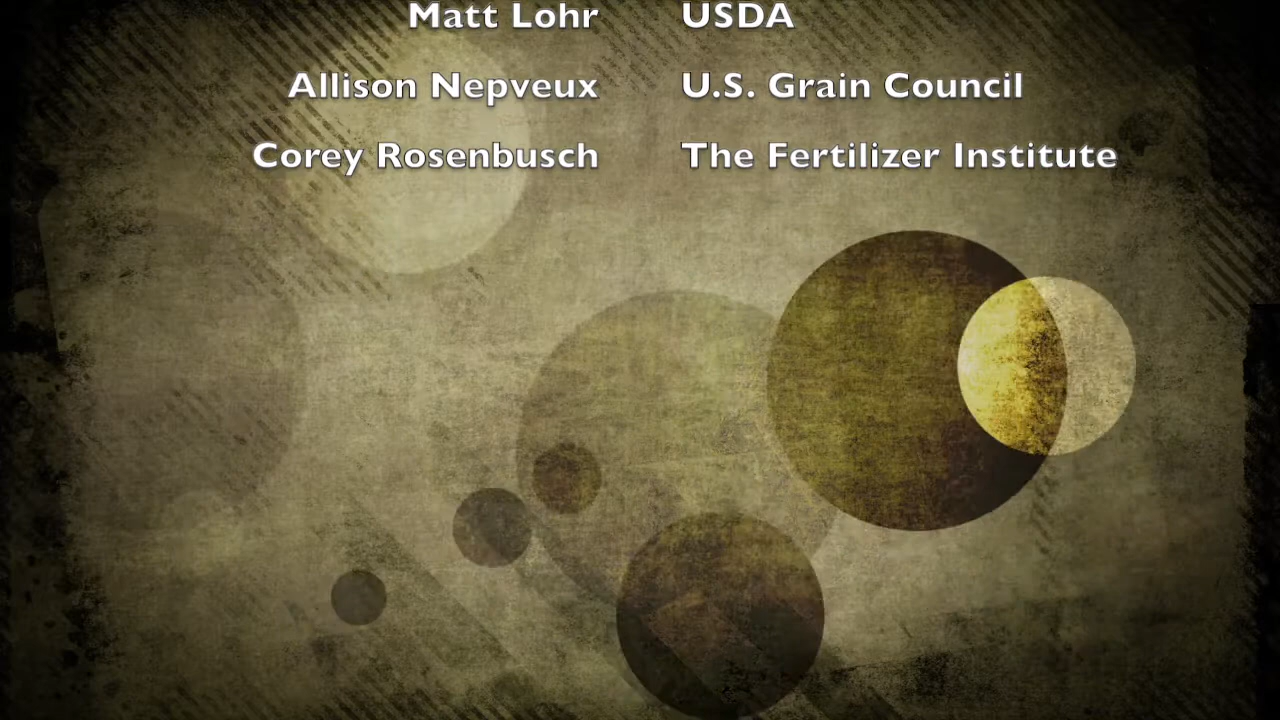 Matt Lohr USDA
Allison Nepveux U.S. Grain Council
Corey Rosenbusch The Fertilizer Institute